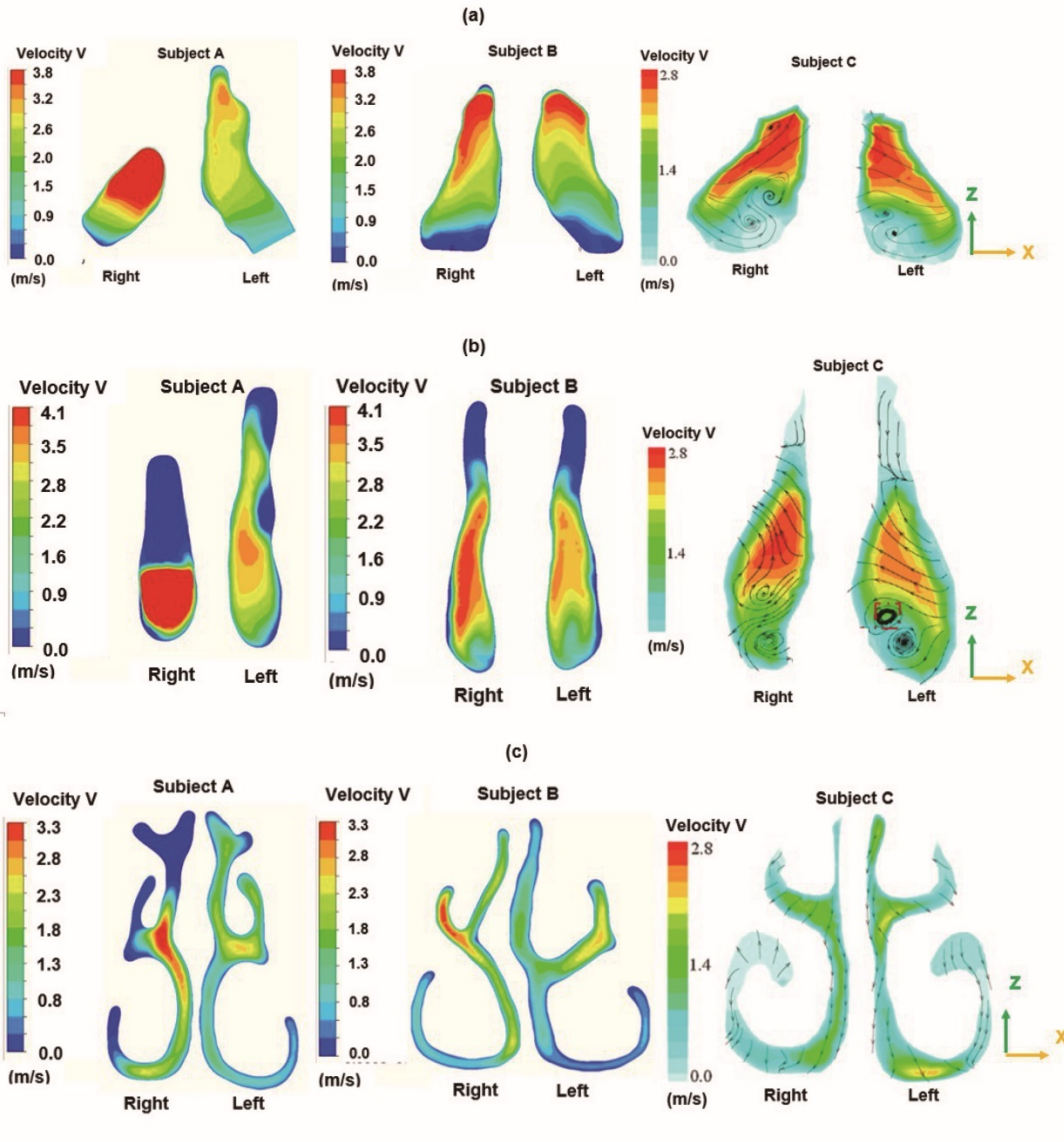 (a)
Velocity V
Subject A
3.8
3.2
2.6
2.0
1.5
0.9
0.0
(m/s)
Right
Left
Velocity V
Subject B
3.8
3.2
2.6
2.0
1.5
0.9
0.0
(m/s)
Right
Left
Velocity V
Subject C
2.8
1.4
0.0
(m/s)
Right
Left
Z
X
(b)
Velocity V
Subject A
4.1
3.5
2.8
2.2
1.6
0.9
0.0
(m/s)
Right
Left
Velocity V
Subject B
4.1
3.5
2.8
2.2
1.6
0.9
0.0
(m/s)
Right
Left
Subject C
Velocity V
2.8
1.4
(m/s)
Right
Left
Z
X
(c)
Velocity V
Subject A
3.3
2.8
2.3
1.8
1.3
0.8
0.0
(m/s)
Right
Left
Velocity V
Subject B
3.3
2.8
2.3
1.8
1.3
0.8
0.0
(m/s)
Right
Left
Velocity V
Subject C
2.8
1.4
0.0
(m/s)
Right
Left
Z
X